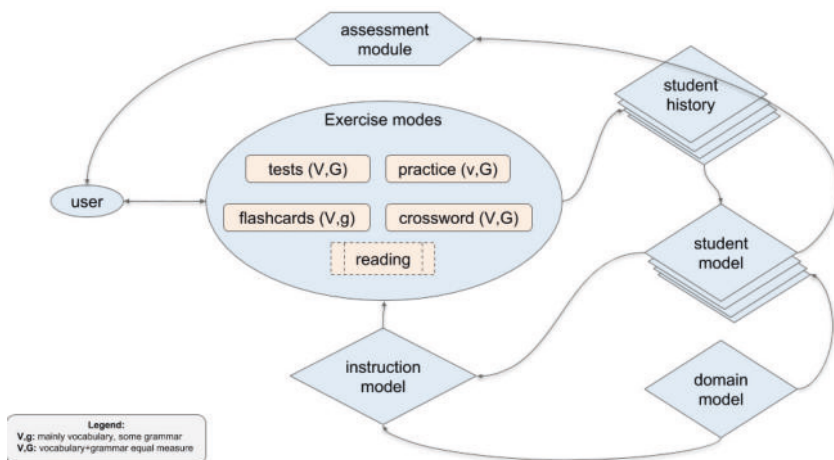 assessment
module
student
history
Exercise modes
tests (V,G)
practice (v,G)
user
flashcards (V,g)
crossword (V,G)
reading
student
model
instruction
model
domain
model
Legend:
V,g: mainly vocabulary, some grammar
V,G: vocabulary+grammar equal measure